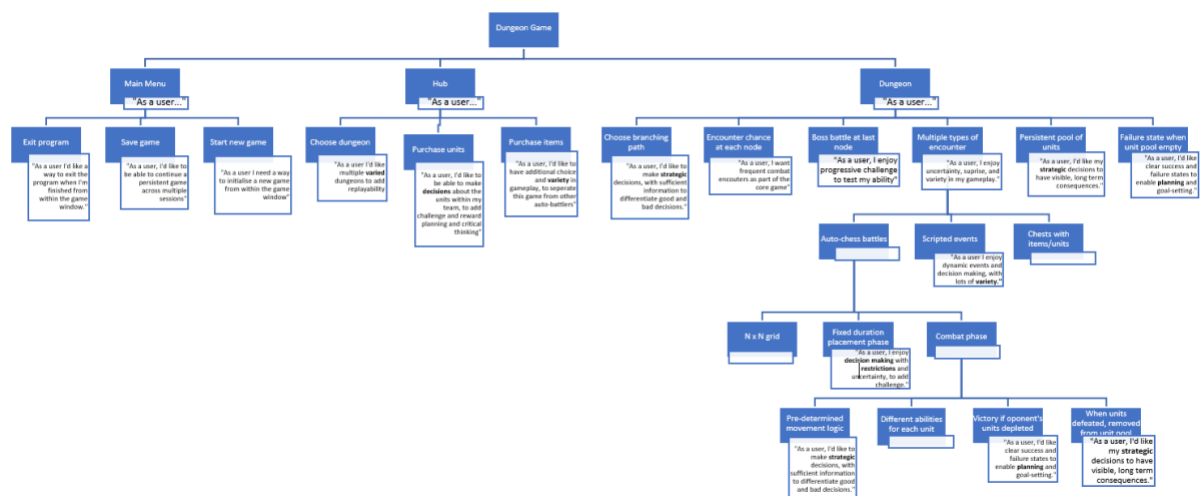 Dungeon Game
Main Menu
"As a user..."
Hub
"As a user..."
Dungeon
"As a user..."
Exit program
"As a user I'd like a
way to exit the
program when I'm
finished from
within the game
window."
Save game
"As a user, I'd like to
be able to continue a
persistent game
across multiple
sessions"
Start new game
"As a user I need a way
to initialise a new game
from within the game
window"
Choose dungeon
"As a user I'd like
multiple varied
dungeons to add
replayability
Purchase units
"As a user, I'd like to
be able to make
decisions about the
units within my
team, to add
challenge and reward
planning and critical
thinking"
Purchase items
"As a user, I'd like to
have additional choice
and variety in
gameplay, to seperate
this game from other
auto-battlers"
Choose branching
path
"As a user, I'd like to
make strategic
decisions, with
sufficient information
to differentiate good
and bad decisions."
Encounter chance
at each node
"As a user, I want
frequent combat
encouters as part of
the core game"
Boss battle at last
node
"As a user, I enjoy
progressive challenge
to test my ability"
Multiple types of
encounter
"As a user, I enjoy
uncertainty, suprise, and
variety in my gameplay."
Persistent pool of
units
"As a user, I'd like my
strategic decisions to
have visible, long term
consequences."
Failure state when
unit pool empty
"As a user, I'd like
clear success and
failure states to
enable planning and
goal-setting.
Auto-chess battles
Scripted events
"As a user I enjoy
dynamic events and
decision making, with
lots of variety."
Chests with
items/units
N x N grid
Fixed duration
placement phase
"As a user, I enjoy
decision making with
restrictions and
uncertainty, to add
challenge."
Combat phase
Pre-determined
movement logic
"As a user, I'd like to
make strategic
decisions, with
sufficient information
to differentiate good
and bad decisions."
Different abilities
for each unit
Victory if oponent's
units depleted
"As a user, I'd like
clear success and
failure states to
enable planning and
goal-setting.
When units
defeated, removed
from unit pool
"As a user, I'd like
my strategic
decisions to have
visible, long term
consequences."